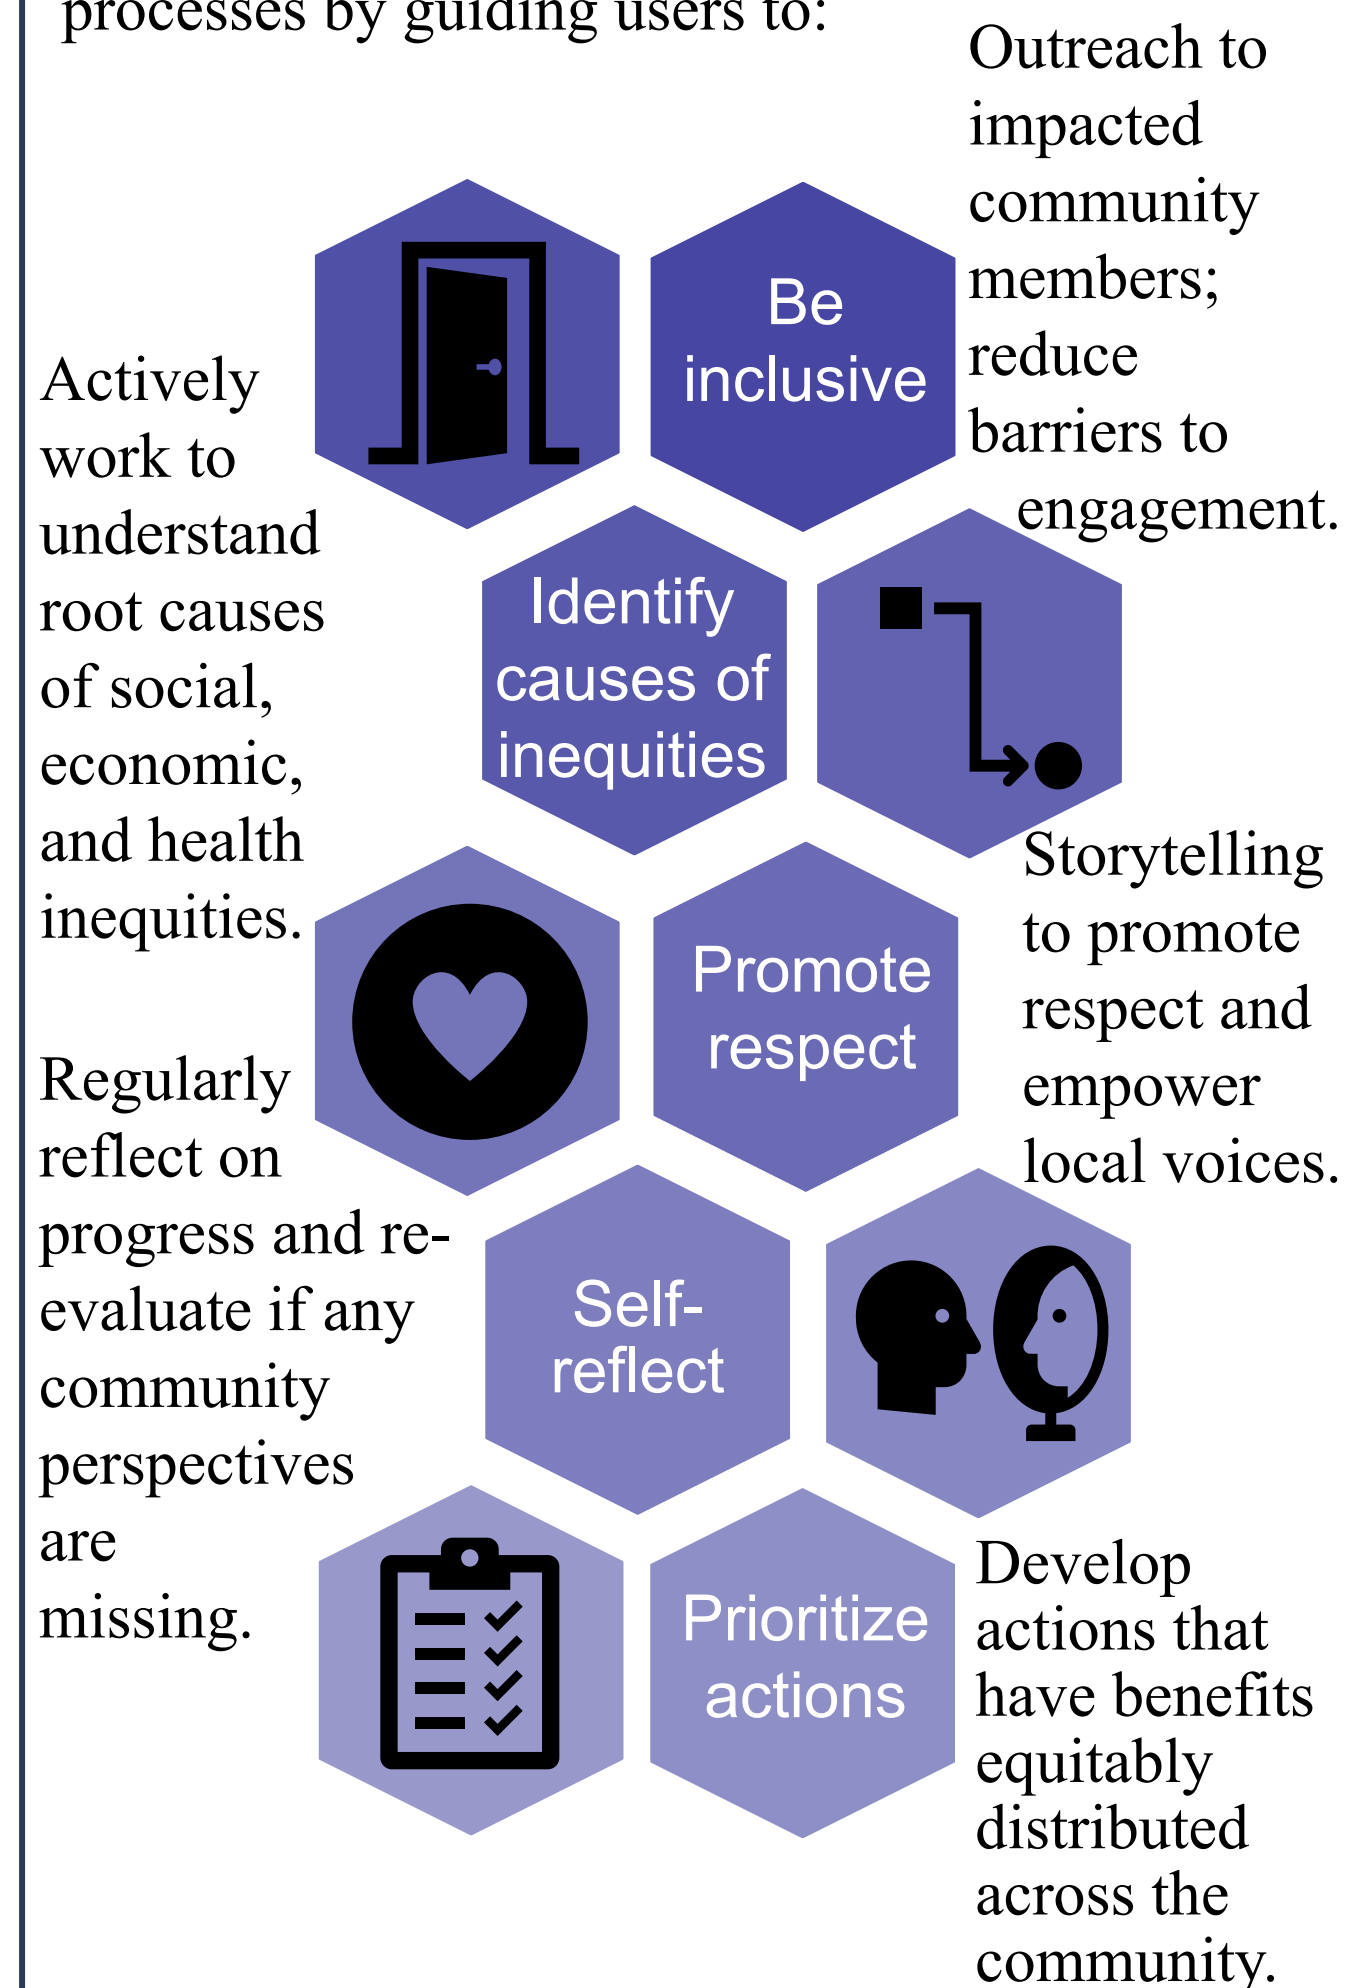 processes by guiding users to:
Be
inclusive
Outreach to
impacted
community
members;
reduce
barriers to
engagement.
Identify
causes of
inequities
Actively
work to
understand
root causes
of social,
economic,
and health
inequities.
Promote
respect
Storytelling
to promote
respect and
empower
local voices.
Self-
reflect
Regularly
reflect on
progress and re-
evaluate if any
community
perspectives
are
missing.
Prioritize
actions
Develop
actions that
have benefits
equitably
distributed
across the
community.